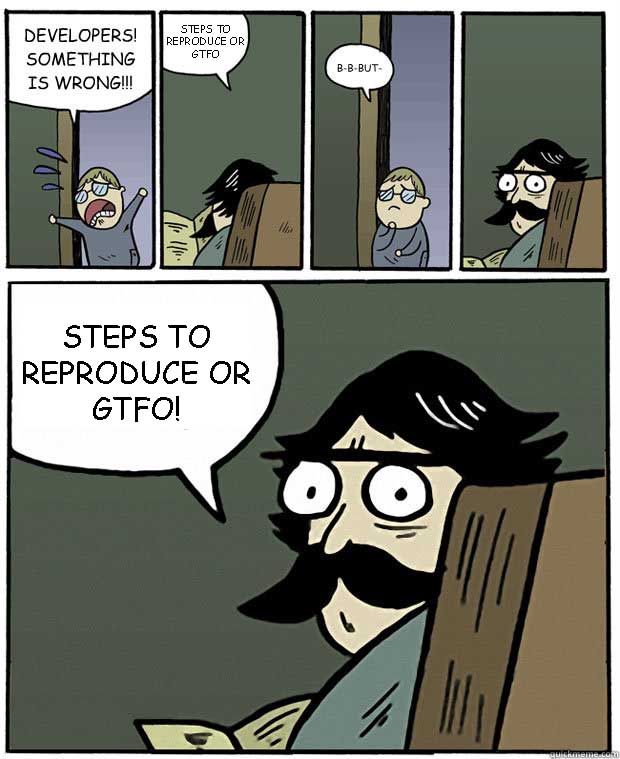 DEVELOPERS!
SOMETHING
IS WRONG!!!
STEPS TO
REPRODUCE OR
GTFO
B-B-BUT-
STEPS TO
REPRODUCE OR
GTFO!
quickmeme.com